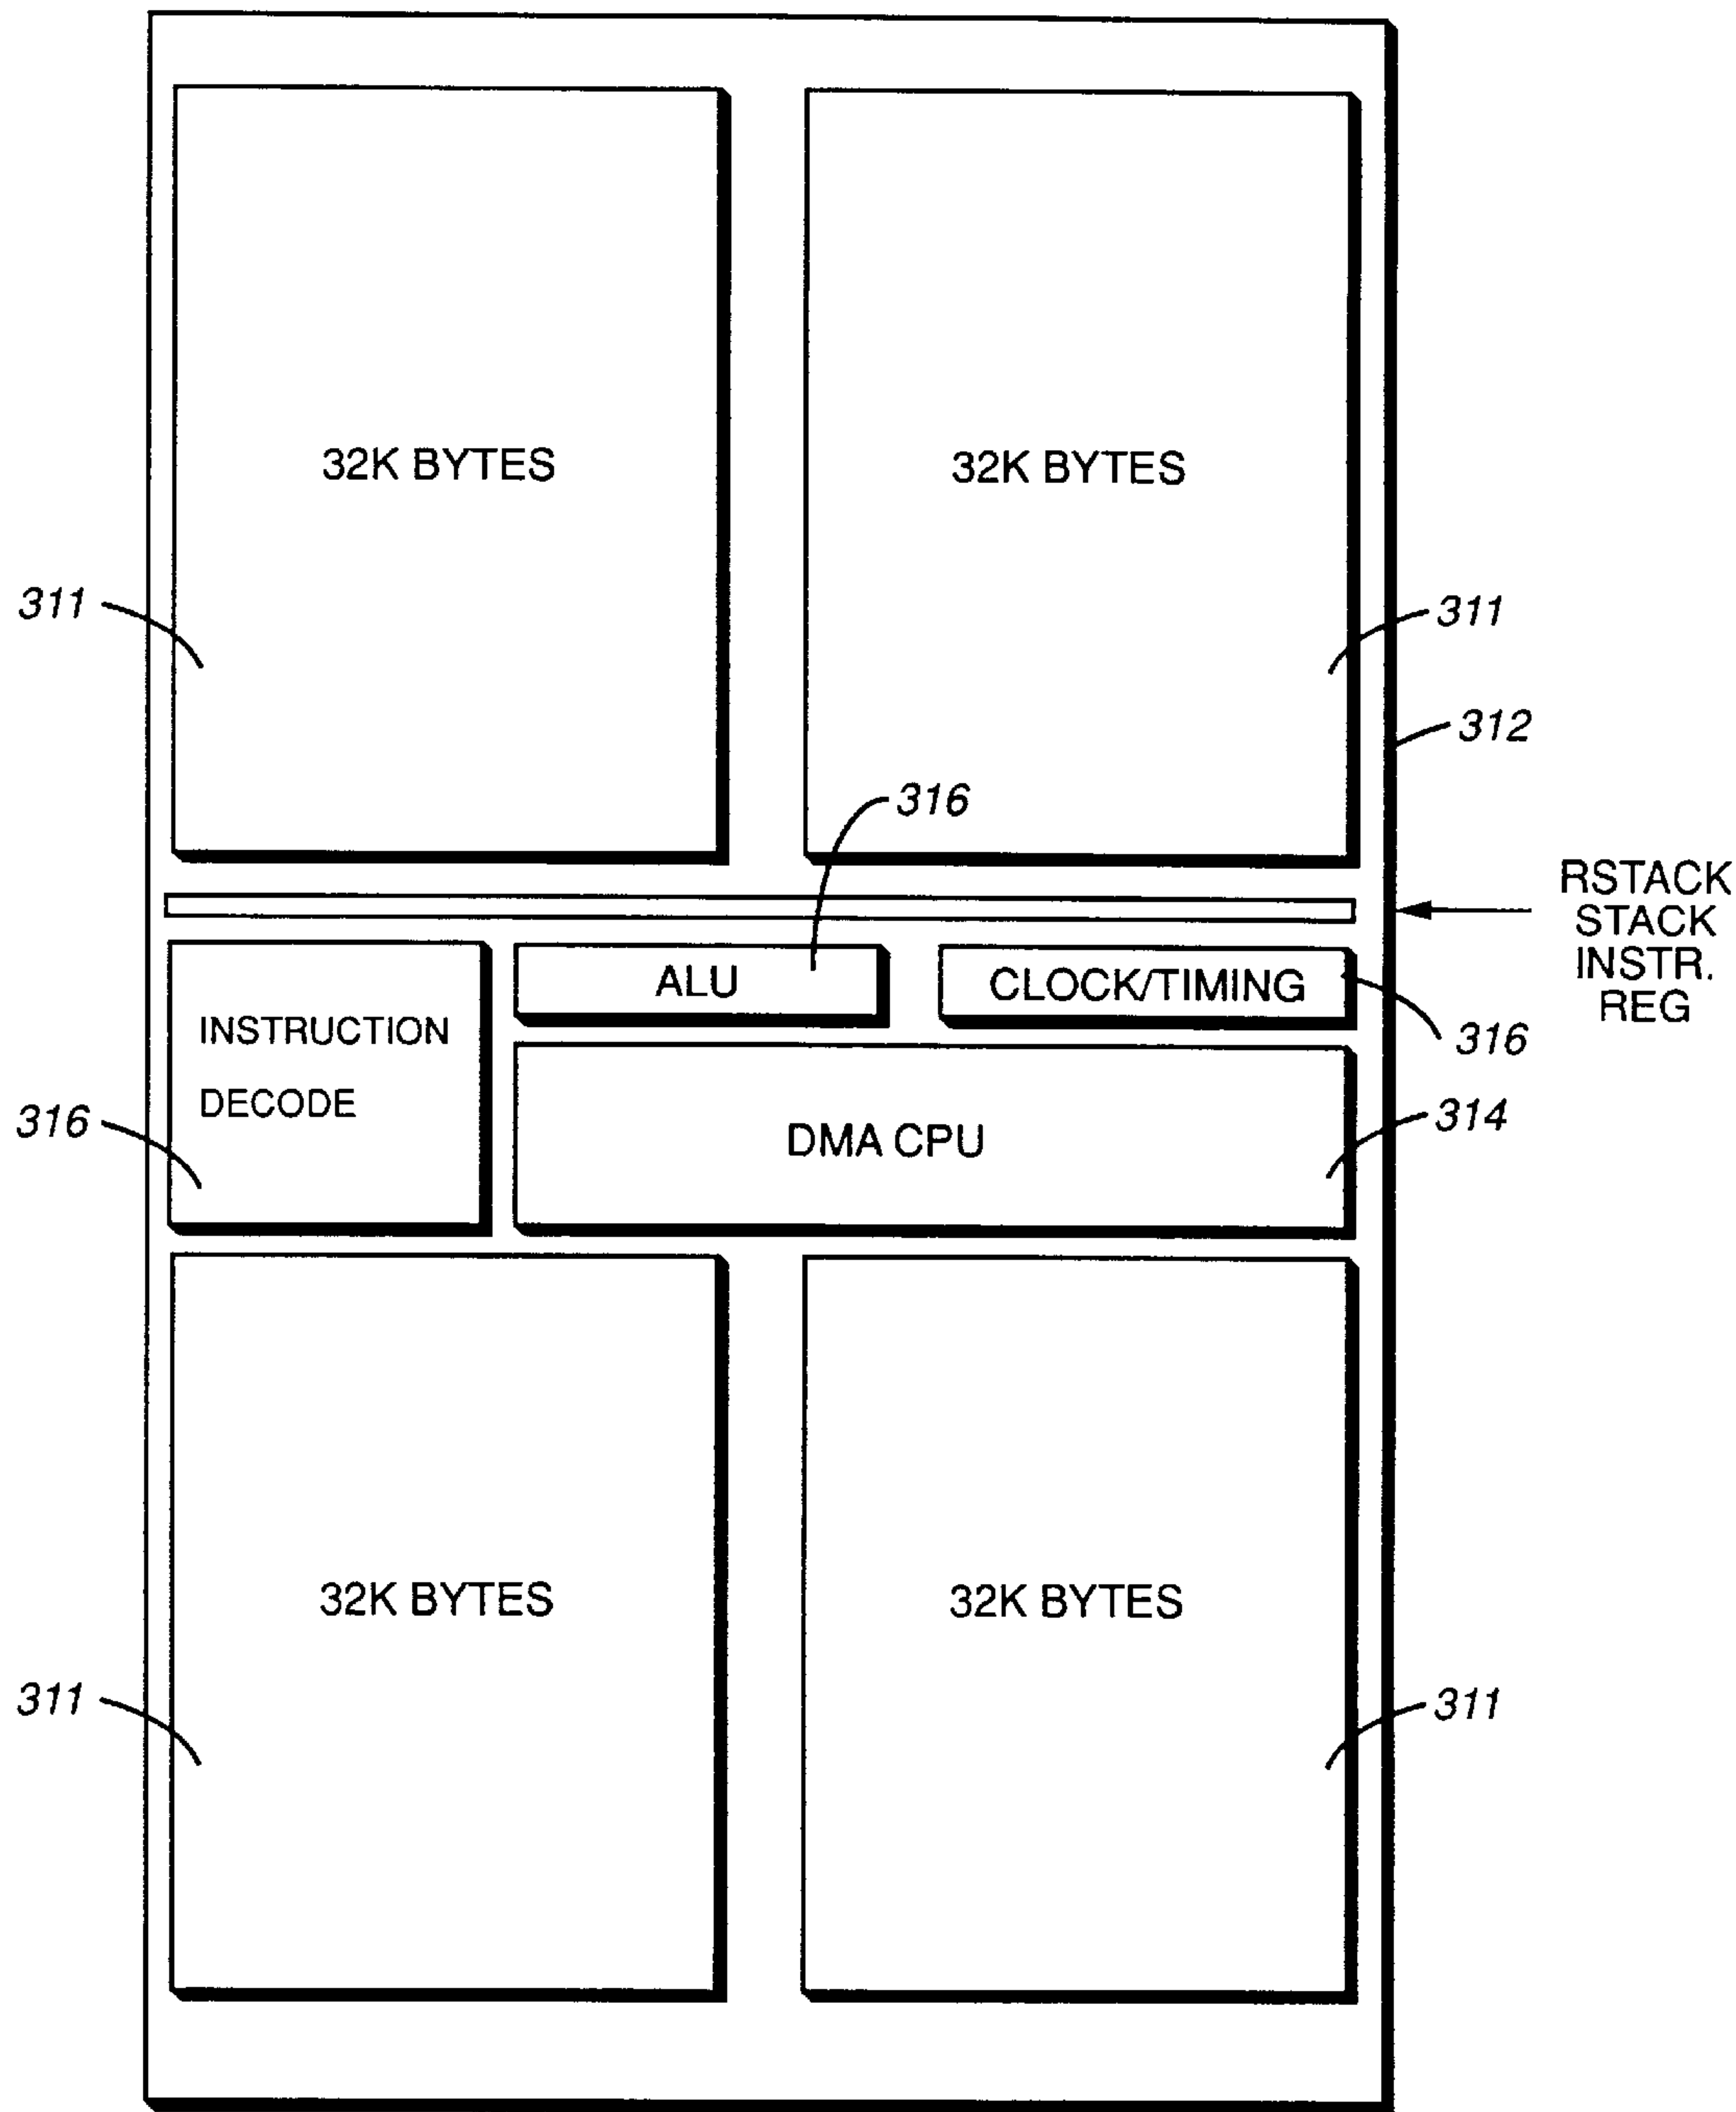 32K BYTES
32K BYTES
311
311
312
316
RSTACK
STACK
INSTR.
REG
ALU
CLOCK/TIMING
INSTRUCTION
DECODE
316
316
314
DMA CPU
32K BYTES
32K BYTES
311
311